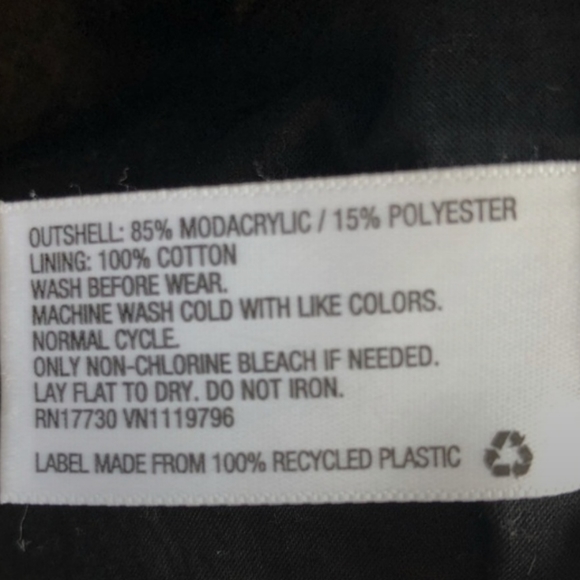 OUTSHELL: 85% MODACRYLIC / 15% POLYESTER
LINING: 100% COTTON
WASH BEFORE WEAR.
MACHINE WASH COLD WITH LIKE COLORS.
NORMAL CYCLE.
ONLY NON-CHLORINE BLEACH IF NEEDED.
LAY FLAT TO DRY. DO NOT IRON.
RN17730 VN1119796
LABEL MADE FROM 100% RECYCLED PLASTIC